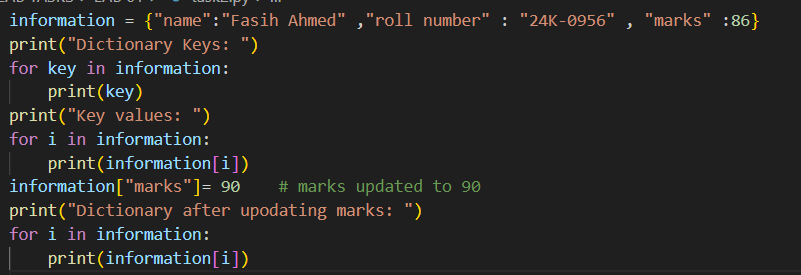 information = {"name":"Fasih Ahmed" ,"roll number" : "24K-0956" , "marks" :86}
print("Dictionary Keys: ")
for key in information:
    print(key)
print("Key values: ")
for i in information:
    print(information[i])
information["marks"]= 90    # marks updated to 90
print("Dictionary after upodating marks: ")
for i in information:
    print(information[i])